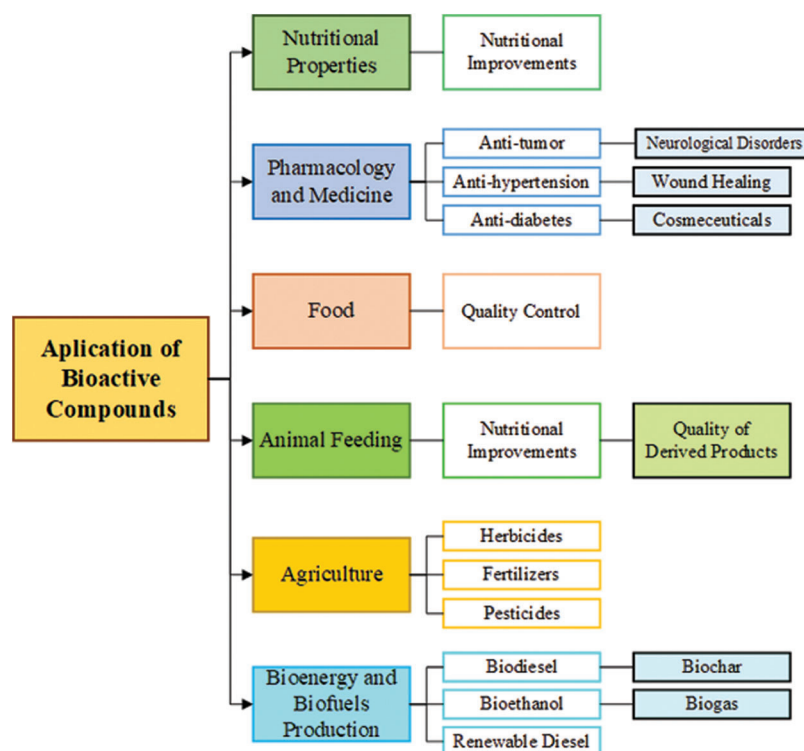 Nutritional
Properties
Nutritional
Improvements
Pharmacology
and Medicine
Anti-tumor
Neurological Disorders
Anti-hypertension
Wound Healing
Anti-diabetes
Cosmeceuticals
Food
Quality Control
Aplication of
Bioactive
Compounds
Animal Feeding
Nutritional
Improvements
Quality of
Derived Products
Agriculture
Herbicides
Fertilizers
Pesticides
Bioenergy and
Biofuels
Production
Biodiesel
Biochar
Bioethanol
Biogas
Renewable Diesel